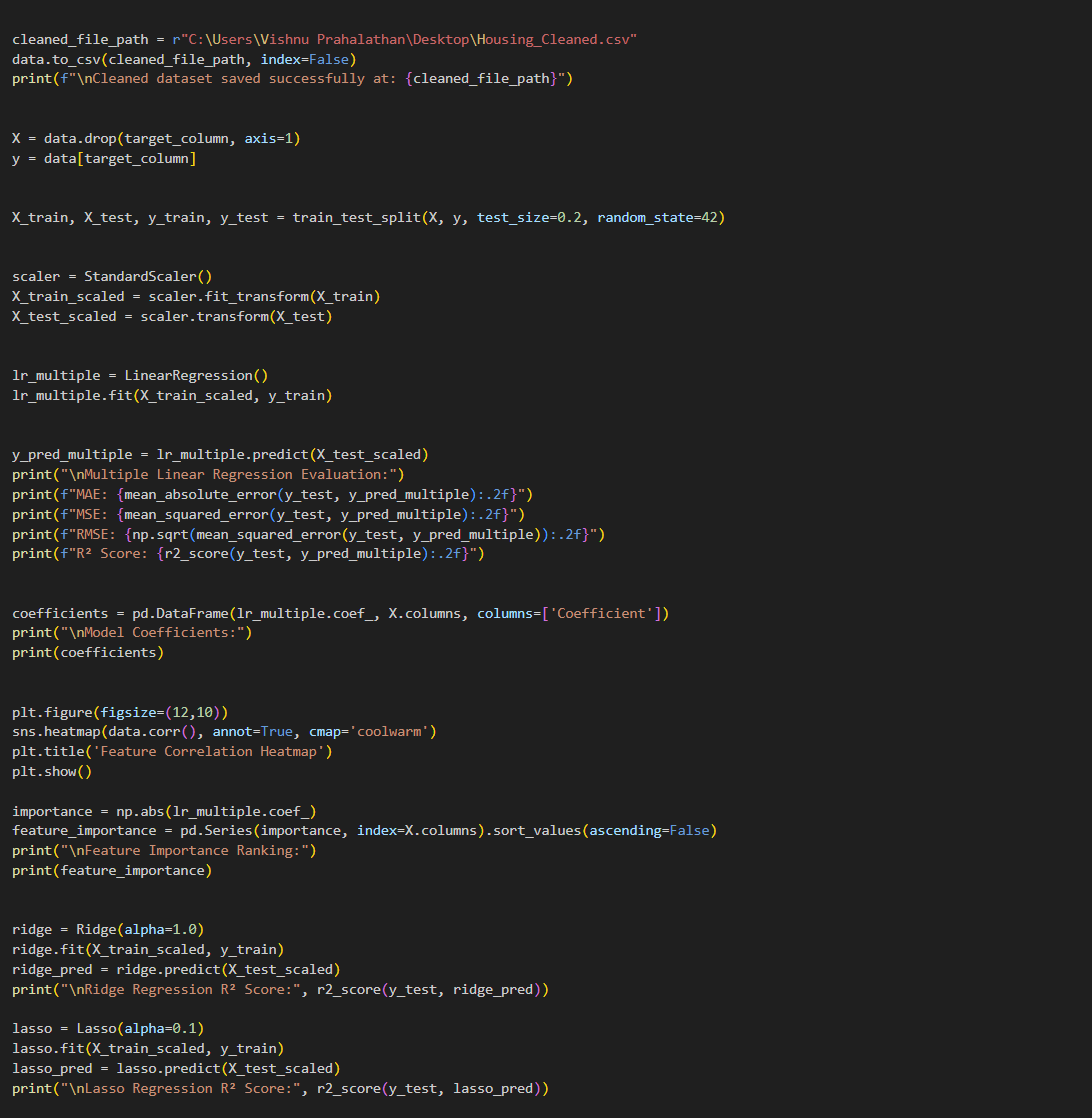 cleaned_file_path = r"C:\Users\Vishnu Prahalathan\Desktop\Housing_Cleaned.csv"
data.to_csv(cleaned_file_path, index=False)
print(f"\nCleaned dataset saved successfully at: {cleaned_file_path}")
X = data.drop(target_column, axis=1)
y = data[target_column]
X_train, X_test, y_train, y_test = train_test_split(X, y, test_size=0.2, random_state=42)
scaler = StandardScaler()
X_train_scaled = scaler.fit_transform(X_train)
X_test_scaled = scaler.transform(X_test)
lr_multiple = LinearRegression()
lr_multiple.fit(X_train_scaled, y_train)
y_pred_multiple = lr_multiple.predict(X_test_scaled)
print("\nMultiple Linear Regression Evaluation:")
print(f"MAE: {mean_absolute_error(y_test, y_pred_multiple):.2f}")
print(f"MSE: {mean_squared_error(y_test, y_pred_multiple):.2f}")
print(f"RMSE: {np.sqrt(mean_squared_error(y_test, y_pred_multiple)):.2f}")
print(f"R² Score: {r2_score(y_test, y_pred_multiple):.2f}")
coefficients = pd.DataFrame(lr_multiple.coef_, X.columns, columns=['Coefficient'])
print("\nModel Coefficients:")
print(coefficients)
plt.figure(figsize=(12,10))
sns.heatmap(data.corr(), annot=True, cmap='coolwarm')
plt.title('Feature Correlation Heatmap')
plt.show()
importance = np.abs(lr_multiple.coef_)
feature_importance = pd.Series(importance, index=X.columns).sort_values(ascending=False)
print("\nFeature Importance Ranking:")
print(feature_importance)
ridge = Ridge(alpha=1.0)
ridge.fit(X_train_scaled, y_train)
ridge_pred = ridge.predict(X_test_scaled)
print("\nRidge Regression R² Score:", r2_score(y_test, ridge_pred))
lasso = Lasso(alpha=0.1)
lasso.fit(X_train_scaled, y_train)
lasso_pred = lasso.predict(X_test_scaled)
print("\nLasso Regression R² Score:", r2_score(y_test, lasso_pred))